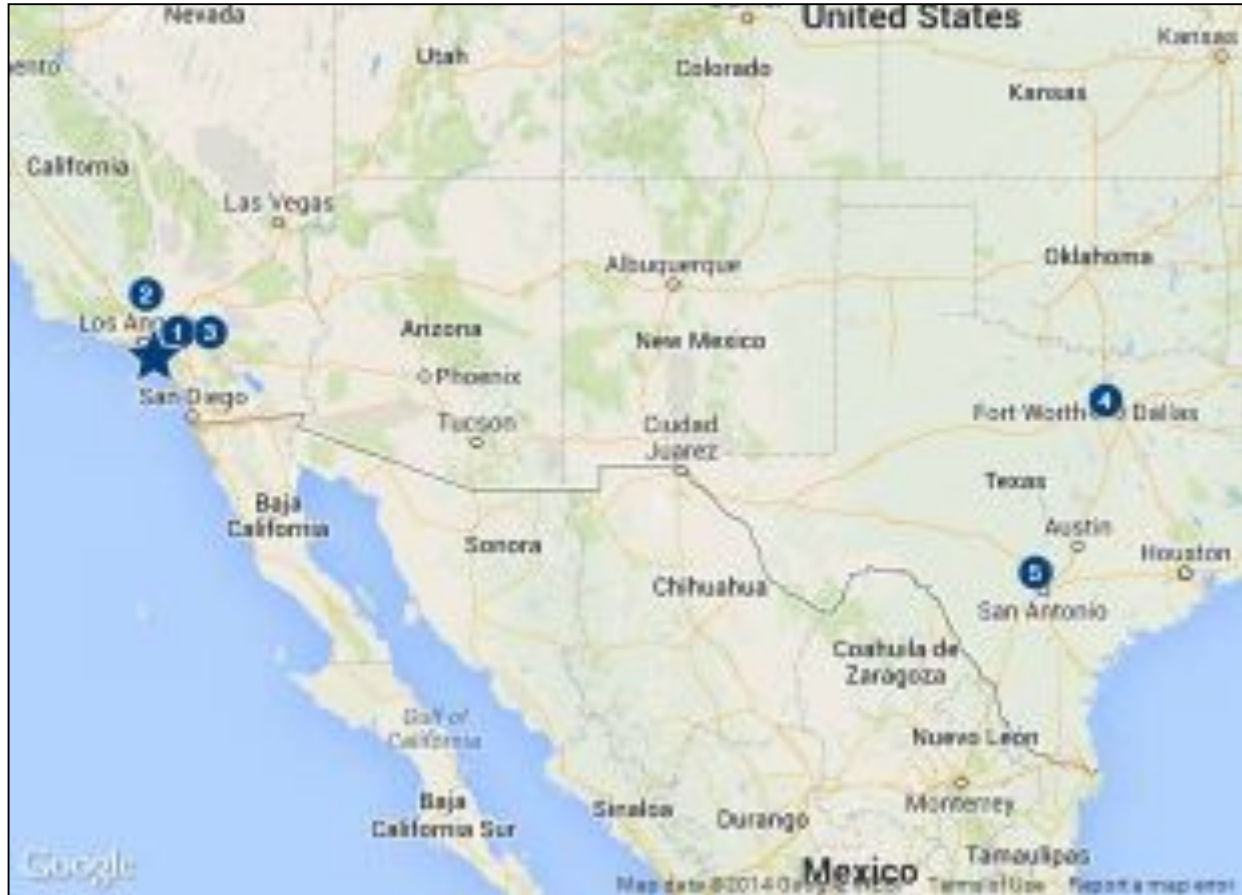 Nevada
United States
Kansas
Utah
Colorado
Kansas
California
Las Vegas
Albuquerque
Oklahoma
2
Los An
1
3
Arizona
New Mexico
Phoenix
San Diego
Tucson
Ciudad
Juarez
4
Fort Worth
Dallas
Texas
Baja
California
Sonora
Austin
Houston
Chihuahua
5
San Antonio
Coahuila de
Zaragoza
Gulf of
California
Nuevo Leon
Baja
California Sur
Sinaloa
Durango
Monterrey
Tamaulipas
Google
Mexico
Map data ©2014 Google,
Terms of Use
Report a map error